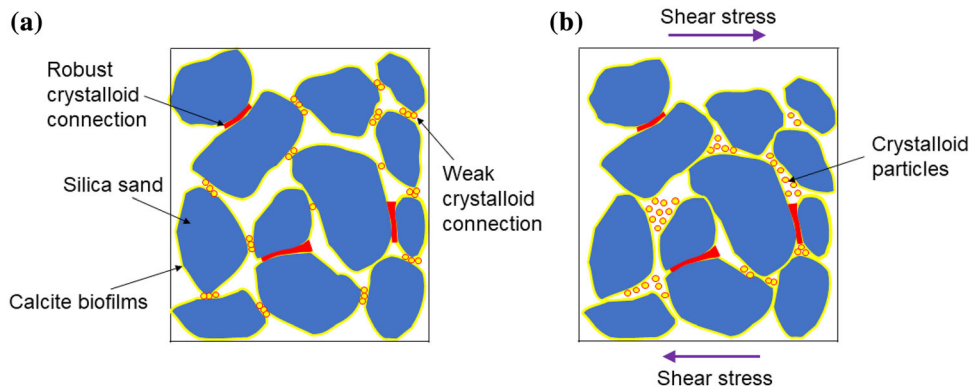 (a)
Robust
crystalloid
connection
Silica sand
Calcite biofilms
Weak
crystalloid
connection
(b)
Shear stress
Crystalloid
particles
Shear stress